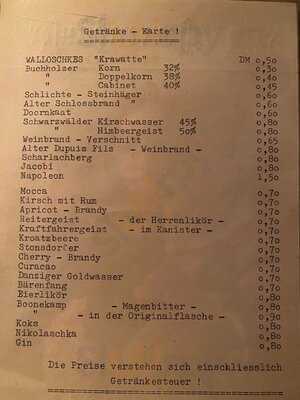 Getränke - Karte !
WALLOSCHKES "Krawatte" DM 0,50
Buchholzer Korn 32% 0,30
" Doppelkorn 38% 0,40
" Cabinet 40% 0,45
Schlichte - Steinhäger 0,60
Alter Schlossbrand " 0,60
Doornkaat 0,60
Schwarzwälder Kirschwasser 45% 0,80
" Himbergeist 50% 0,80
Weinbrand - Verschnitt 0,65
Alter Dupuis Fils - Weinbrand - 0,80
Scharlachberg 0,80
Jacobi 0,80
Napoleon 1,50
Mocca 0,70
Kirsch mit Rum 0,70
Apricot - Brandy 0,70
Reitergeist - der Herrenlikör - 0,70
Kraftfahrergeist - im Kanister - 0,70
Kroatzbeere 0,70
Stonsdorfer 0,70
Cherry - Brandy 0,70
Curacao 0,70
Danziger Goldwasser 0,70
Bärenfang 0,70
Eierlikör 0,80
Boonekamp - Magenbitter - 0,80
" - in der Originalflasche - 0,90
Koks 0,80
Nikolaschka 0,80
Gin 0,80
Die Preise verstehen sich einschliesslich
Getränkesteuer !